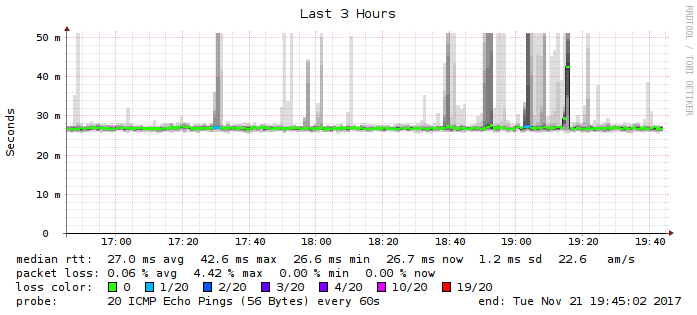 Last 3 Hours
RRDTOOL / TOBI OETIKER
Seconds
50 m
40 m
30 m
20 m
10 m
0
17:00 17:20 17:40 18:00 18:20 18:40 19:00 19:20 19:40
median rtt: 27.0 ms avg 42.6 ms max 26.6 ms min 26.7 ms now 1.2 ms sd 22.6 am/s
packet loss: 0.06 % avg 4.42 % max 0.00 % min 0.00 % now
loss color: 0 1/20 2/20 3/20 4/20 10/20 19/20
probe: 20 ICMP Echo Pings (56 Bytes) every 60s end: Tue Nov 21 19:45:02 2017